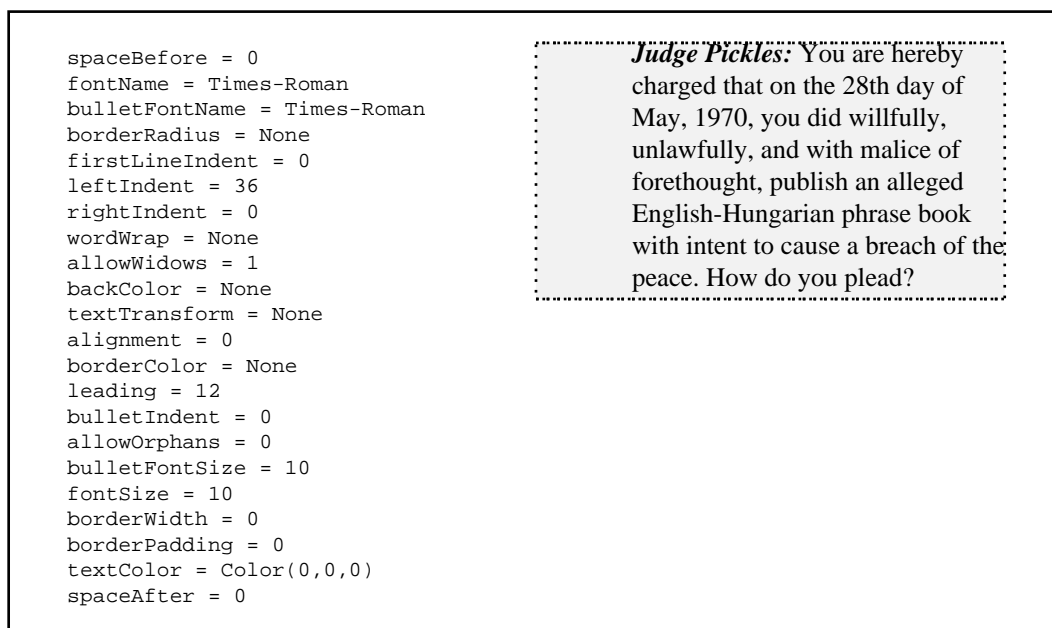 spaceBefore = 0
fontName = Times-Roman
bulletFontName = Times-Roman
borderRadius = None
firstLineIndent = 0
leftIndent = 36
rightIndent = 0
wordWrap = None
allowWidows = 1
backColor = None
textTransform = None
alignment = 0
borderColor = None
leading = 12
bulletIndent = 0
allowOrphans = 0
bulletFontSize = 10
fontSize = 10
borderWidth = 0
borderPadding = 0
textColor = Color(0,0,0)
spaceAfter = 0
Judge Pickles: You are hereby
charged that on the 28th day of
May, 1970, you did willfully,
unlawfully, and with malice of
forethought, publish an alleged
English-Hungarian phrase book
with intent to cause a breach of the
peace. How do you plead?